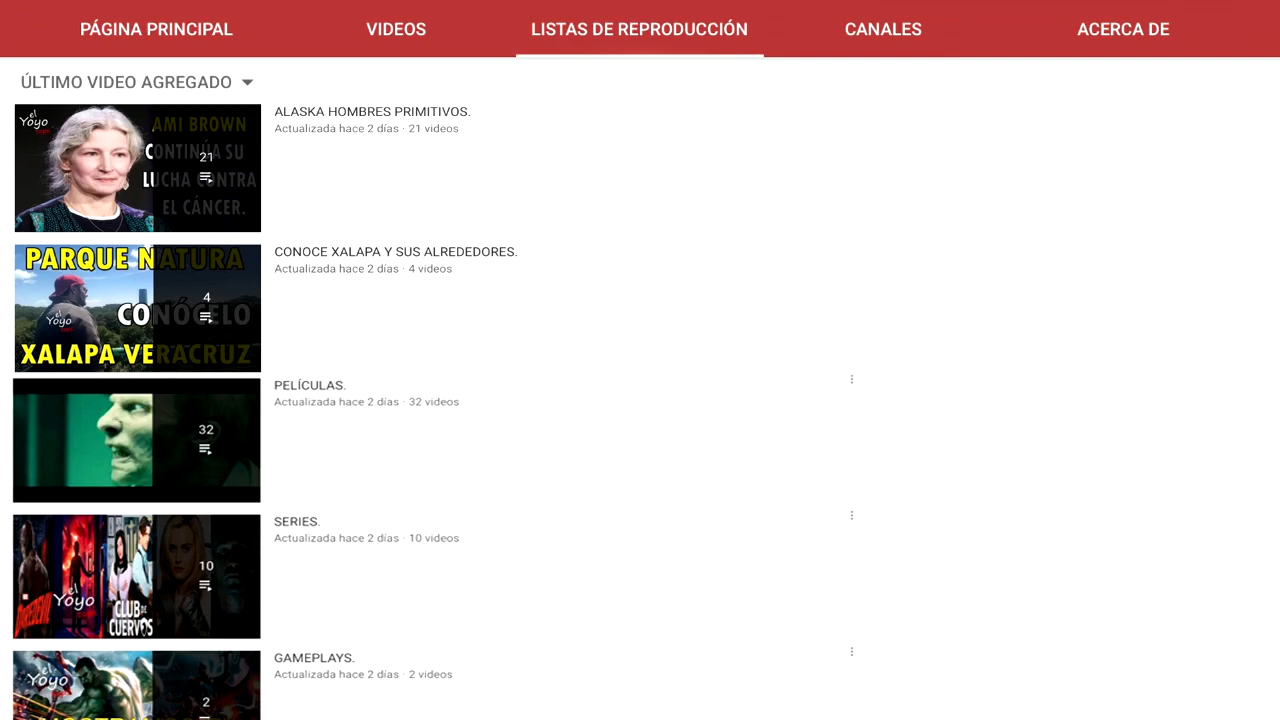 PÁGINA PRINCIPAL
VIDEOS
LISTAS DE REPRODUCCIÓN
CANALES
ACERCA DE
ÚLTIMO VIDEO AGREGADO
el Yoyo
AMI BROWN
CONTINÚA SU
LUCHA CONTRA
EL CÁNCER.
21
ALASKA HOMBRES PRIMITIVOS.
Actualizada hace 2 días · 21 videos
PARQUE NATURA
CONÓCELO
el Yoyo
XALAPA VERACRUZ
4
CONOCE XALAPA Y SUS ALREDEDORES.
Actualizada hace 2 días · 4 videos
32
PELÍCULAS.
Actualizada hace 2 días · 32 videos
DAREDEVIL
el Yoyo
CLUB DE
CUERVOS
10
SERIES.
Actualizada hace 2 días · 10 videos
el Yoyo
2
GAMEPLAYS.
Actualizada hace 2 días · 2 videos